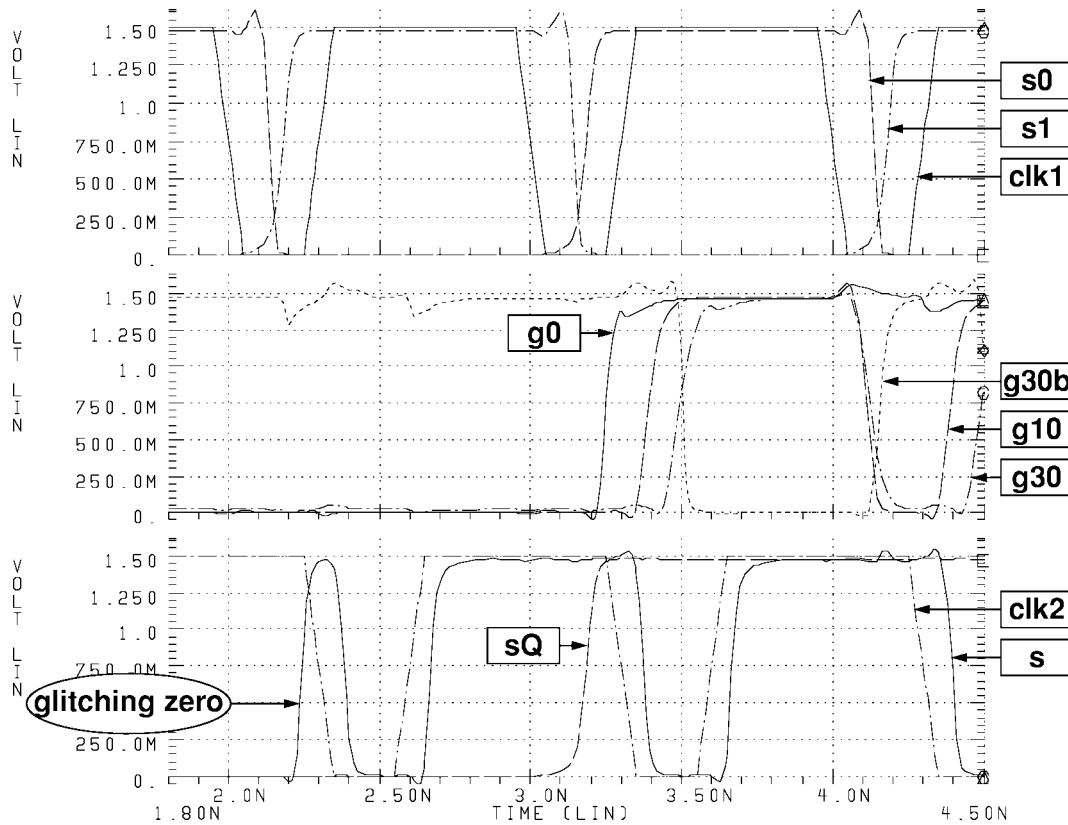 VOLT LIN
1.50
1.250
1.0
750.0M
500.0M
250.0M
0.
s0
s1
clk1
VOLT LIN
1.50
1.250
1.0
750.0M
500.0M
250.0M
0.
g0
g30b
g10
g30
VOLT LIN
1.50
1.250
1.0
750.0M
250.0M
0.
sQ
clk2
s
glitching zero
2.0N
2.50N
3.0N
3.50N
4.0N
1.80N
TIME (LIN)
4.50N